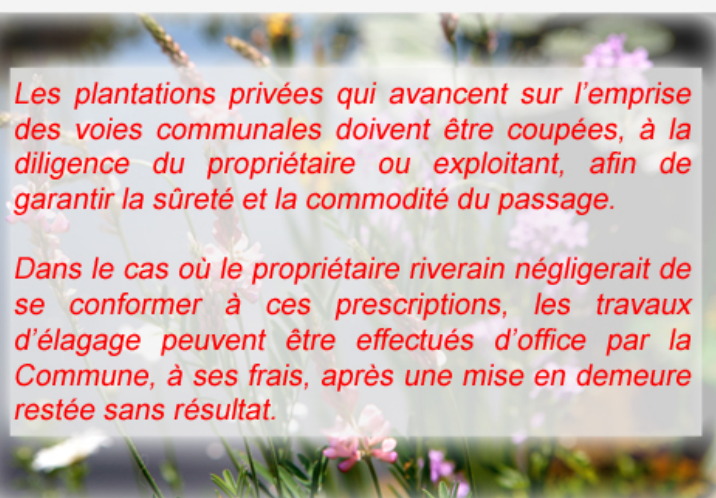 Les plantations privées qui avancent sur l'emprise
des voies communales doivent être coupées, à la
diligence du propriétaire ou exploitant, afin de
garantir la sûreté et la commodité du passage.
Dans le cas où le propriétaire riverain négligerait de
se conformer à ces prescriptions, les travaux
d'élagage peuvent être effectués d'office par la
Commune, à ses frais, après une mise en demeure
restée sans résultat.